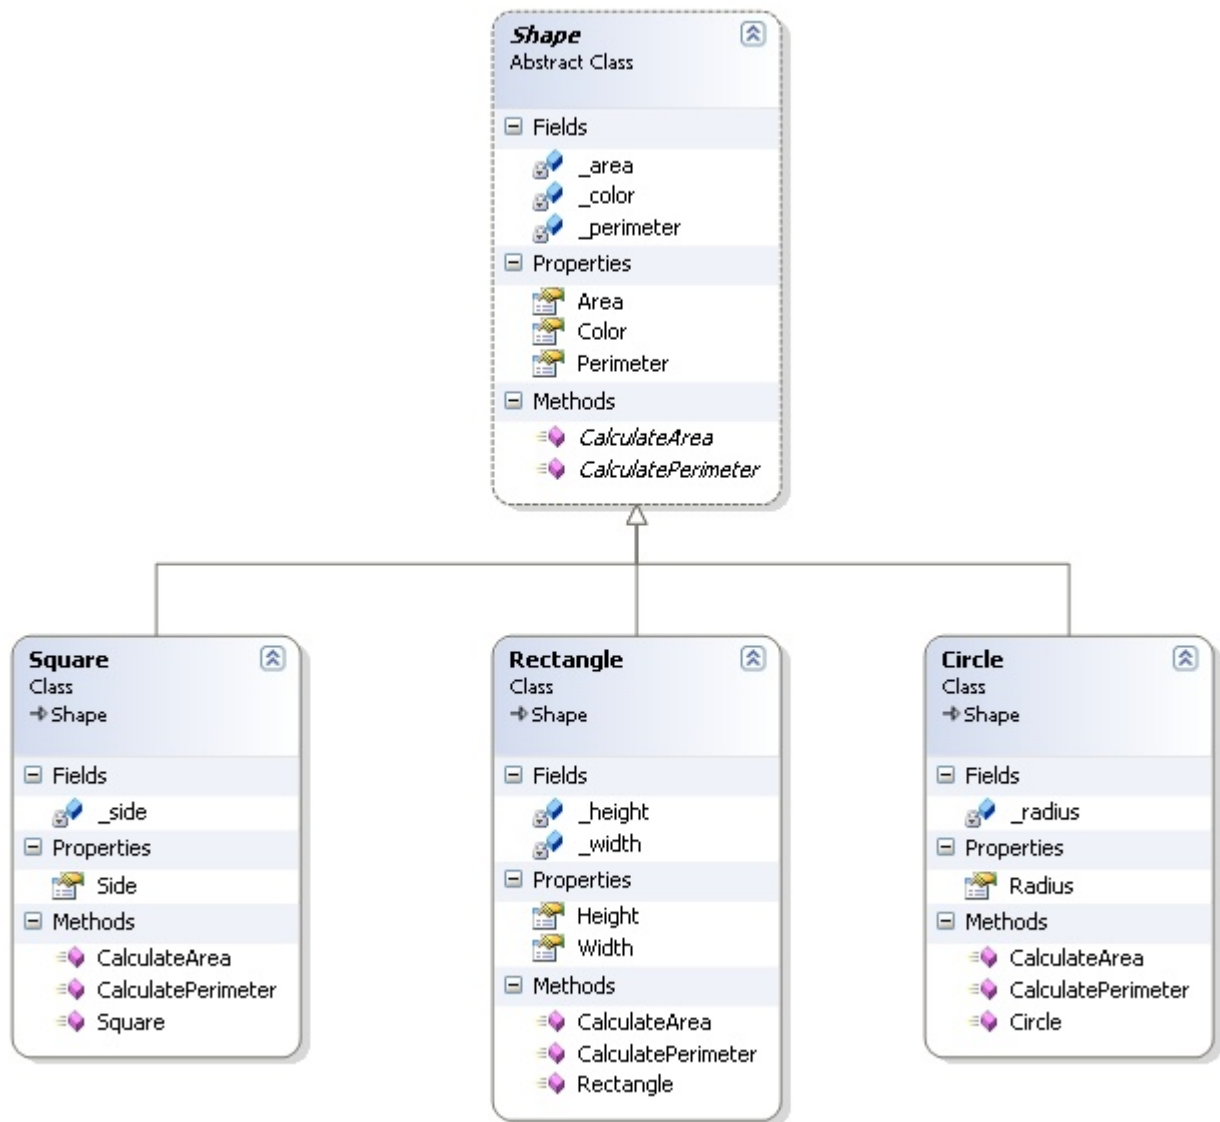 Shape
Abstract Class
Fields
_area
_color
_perimeter
Properties
Area
Color
Perimeter
Methods
CalculateArea
CalculatePerimeter
Square
Class
Shape
Fields
_side
Properties
Side
Methods
CalculateArea
CalculatePerimeter
Square
Rectangle
Class
Shape
Fields
_height
_width
Properties
Height
Width
Methods
CalculateArea
CalculatePerimeter
Rectangle
Circle
Class
Shape
Fields
_radius
Properties
Radius
Methods
CalculateArea
CalculatePerimeter
Circle